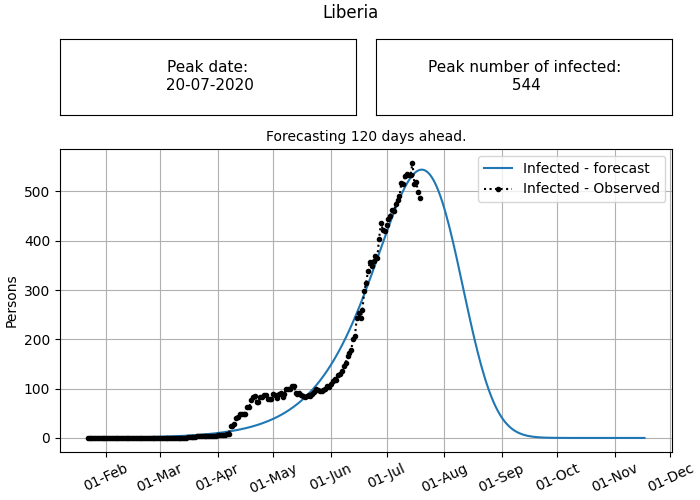 Liberia
Peak date:
20-07-2020
Peak number of infected:
544
Forecasting 120 days ahead.
Infected - forecast
Infected - Observed
Persons
500
400
300
200
100
0
01-Feb
01-Mar
01-Apr
01-May
01-Jun
01-Jul
01-Aug
01-Sep
01-Oct
01-Nov
01-Dec